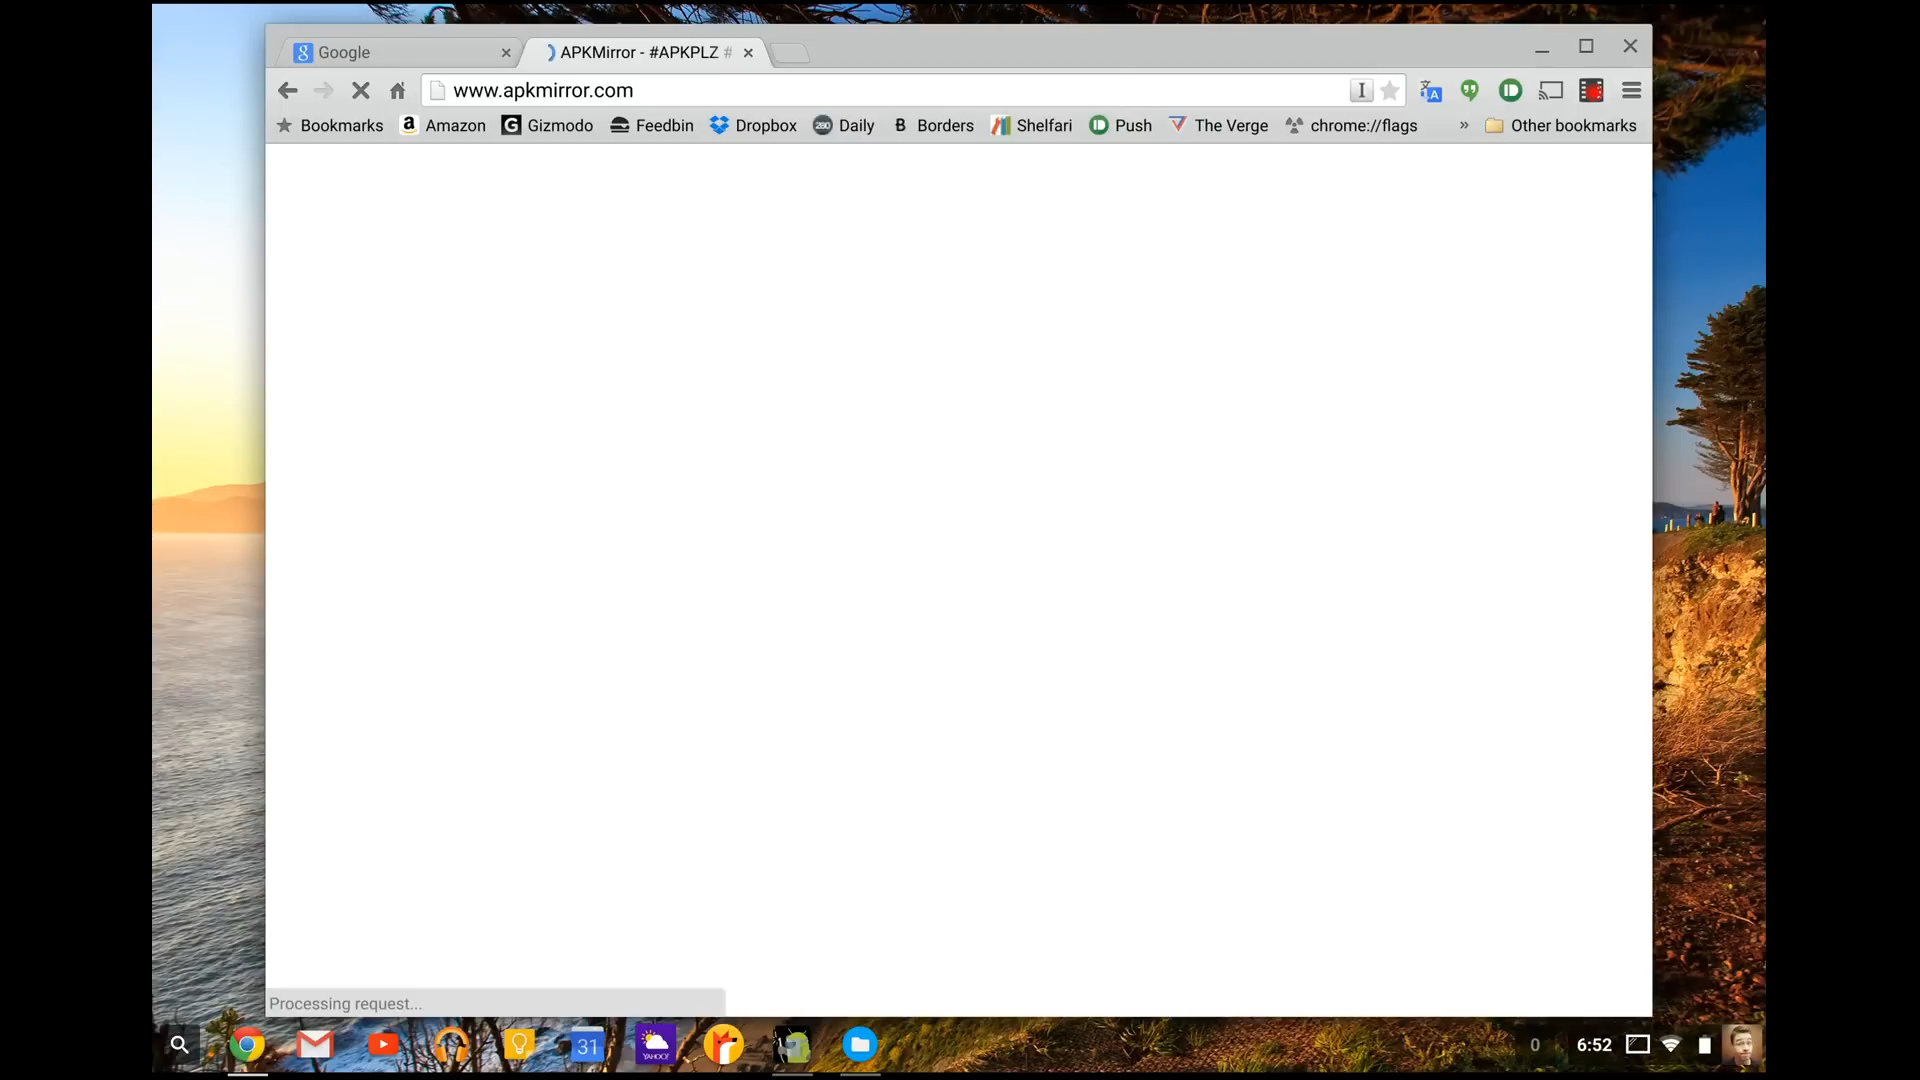 Google
APKMirror - #APKPLZ #
www.apkmirror.com
Bookmarks Amazon Gizmodo Feedbin Dropbox Daily Borders Shelfari Push The Verge chrome://flags » Other bookmarks
Processing request...
31
YAHOO!
0 6:52